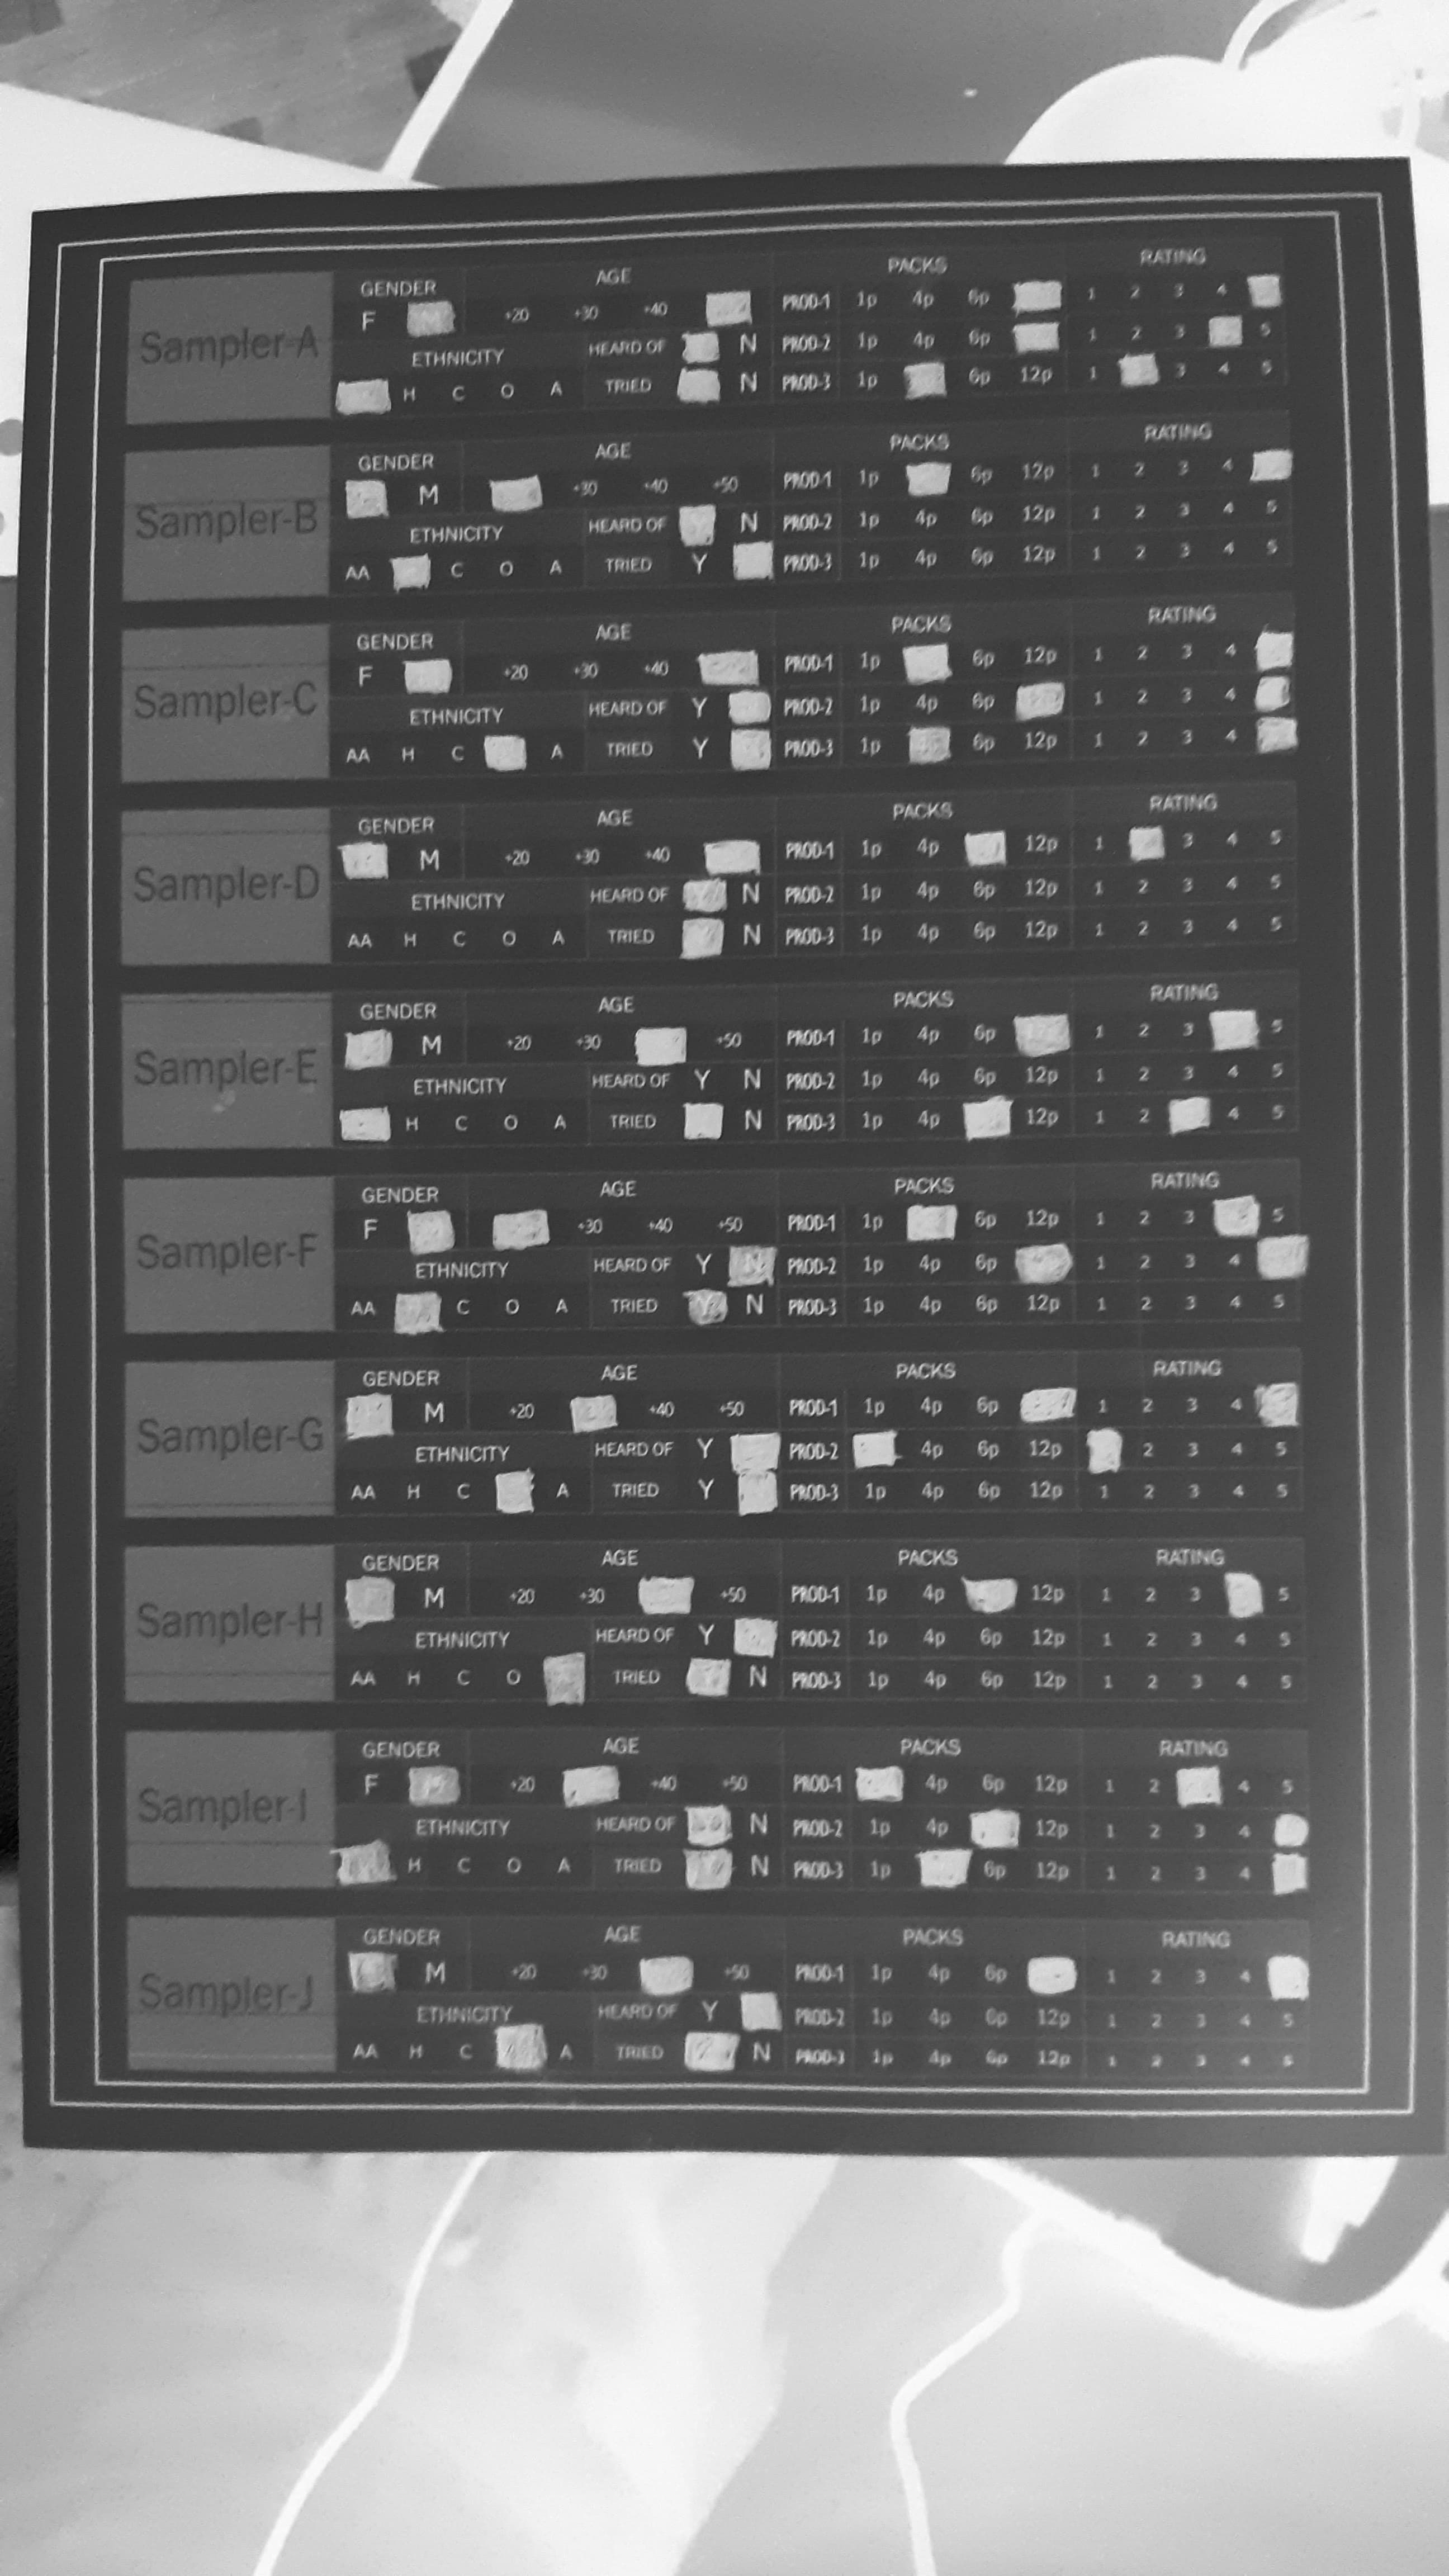 GENDER AGE PACKS RATING
Sampler-A F M +20 +30 +40 PROD-1 1p 4p 6p 1 2 3 4
ETHNICITY HEARD OF N PROD-2 1p 4p 6p 1 2 3 5
H C O A TRIED N PROD-3 1p 6p 12p 1 3 4 5
GENDER AGE PACKS RATING
Sampler-B M +30 +40 +50 PROD-1 1p 6p 12p 1 2 3 4
ETHNICITY HEARD OF Y N PROD-2 1p 4p 6p 12p 1 2 3 4 5
AA C O A TRIED Y PROD-3 1p 4p 6p 12p 1 2 3 4 5
GENDER AGE PACKS RATING
Sampler-C F +20 +30 +40 PROD-1 1p 6p 12p 1 2 3 4
ETHNICITY HEARD OF Y PROD-2 1p 4p 6p 1 2 3 4
AA H C A TRIED Y PROD-3 1p 6p 12p 1 2 3 4
GENDER AGE PACKS RATING
Sampler-D M +20 +30 +40 PROD-1 1p 4p 12p 1 3 4 5
ETHNICITY HEARD OF N PROD-2 1p 4p 6p 12p 1 2 3 4 5
AA H C O A TRIED N PROD-3 1p 4p 6p 12p 1 2 3 4 5
GENDER AGE PACKS RATING
Sampler-E M +20 +30 +50 PROD-1 1p 4p 6p 1 2 3 5
ETHNICITY HEARD OF Y N PROD-2 1p 4p 6p 12p 1 2 3 4 5
H C O A TRIED N PROD-3 1p 4p 12p 1 2 4 5
GENDER AGE PACKS RATING
Sampler-F F +30 +40 +50 PROD-1 1p 6p 12p 1 2 3 5
ETHNICITY HEARD OF Y N PROD-2 1p 4p 6p 1 2 3 4
AA C O A TRIED Y N PROD-3 1p 4p 6p 12p 1 2 3 4 5
GENDER AGE PACKS RATING
Sampler-G M +20 +40 +50 PROD-1 1p 4p 6p 1 2 3 4
ETHNICITY HEARD OF Y PROD-2 4p 6p 12p 2 3 4 5
AA H C A TRIED Y PROD-3 1p 4p 6p 12p 1 2 3 4 5
GENDER AGE PACKS RATING
Sampler-H M +20 +30 +50 PROD-1 1p 4p 12p 1 2 3 5
ETHNICITY HEARD OF Y PROD-2 1p 4p 6p 12p 1 2 3 4 5
AA H C O TRIED N PROD-3 1p 4p 6p 12p 1 2 3 4 5
GENDER AGE PACKS RATING
Sampler-I F M +20 +40 +50 PROD-1 4p 6p 12p 1 2 4 5
ETHNICITY HEARD OF N PROD-2 1p 4p 12p 1 2 3 4
H C O A TRIED N PROD-3 1p 6p 12p 1 2 3 4
GENDER AGE PACKS RATING
Sampler-J M +20 +30 +50 PROD-1 1p 4p 6p 1 2 3 4
ETHNICITY HEARD OF Y PROD-2 1p 4p 6p 12p 1 2 3 4 5
AA H C A TRIED N PROD-3 1p 4p 6p 12p 1 2 3 4 5